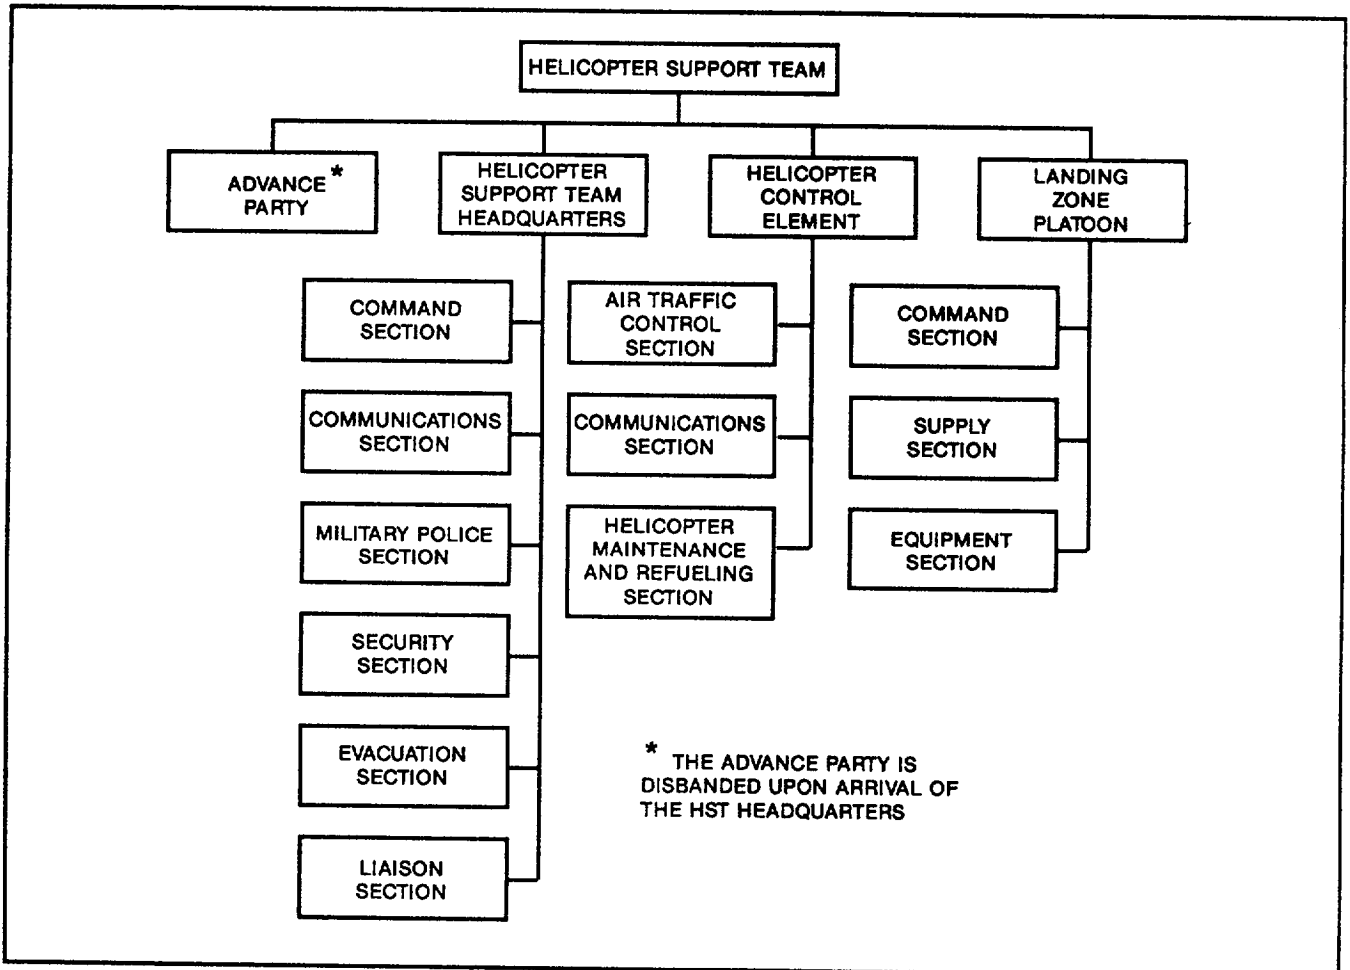 HELICOPTER SUPPORT TEAM
ADVANCE *
PARTY
HELICOPTER
SUPPORT TEAM
HEADQUARTERS
HELICOPTER
CONTROL
ELEMENT
LANDING
ZONE
PLATOON
COMMAND
SECTION
COMMUNICATIONS
SECTION
MILITARY POLICE
SECTION
SECURITY
SECTION
EVACUATION
SECTION
LIAISON
SECTION
AIR TRAFFIC
CONTROL
SECTION
COMMUNICATIONS
SECTION
HELICOPTER
MAINTENANCE
AND REFUELING
SECTION
COMMAND
SECTION
SUPPLY
SECTION
EQUIPMENT
SECTION
* THE ADVANCE PARTY IS
DISBANDED UPON ARRIVAL OF
THE HST HEADQUARTERS